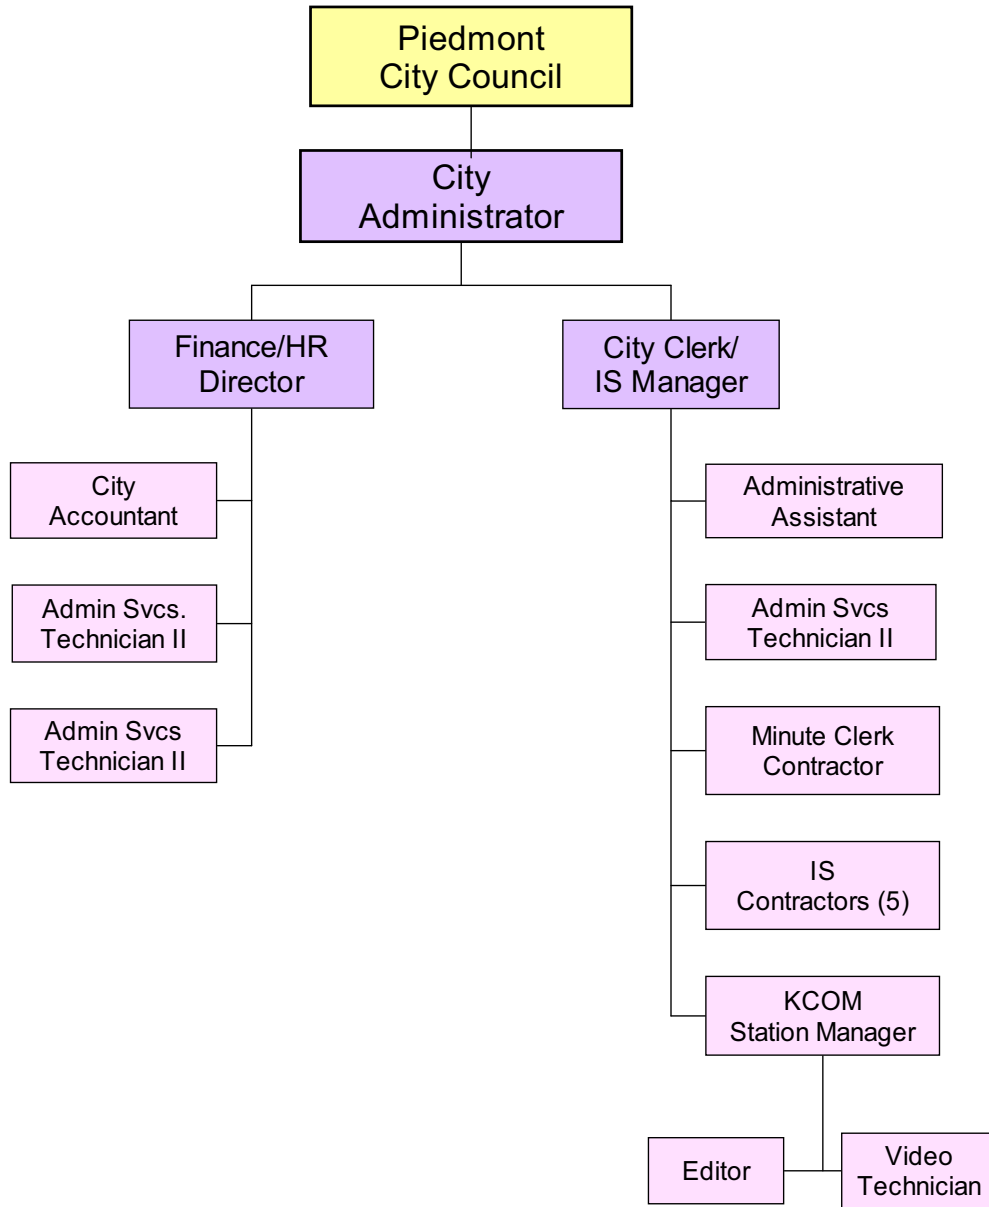 Piedmont
City Council
City
Administrator
Finance/HR
Director
City Clerk/
IS Manager
City
Accountant
Admin Svcs.
Technician II
Admin Svcs
Technician II
Administrative
Assistant
Admin Svcs
Technician II
Minute Clerk
Contractor
IS
Contractors (5)
KCOM
Station Manager
Editor
Video
Technician